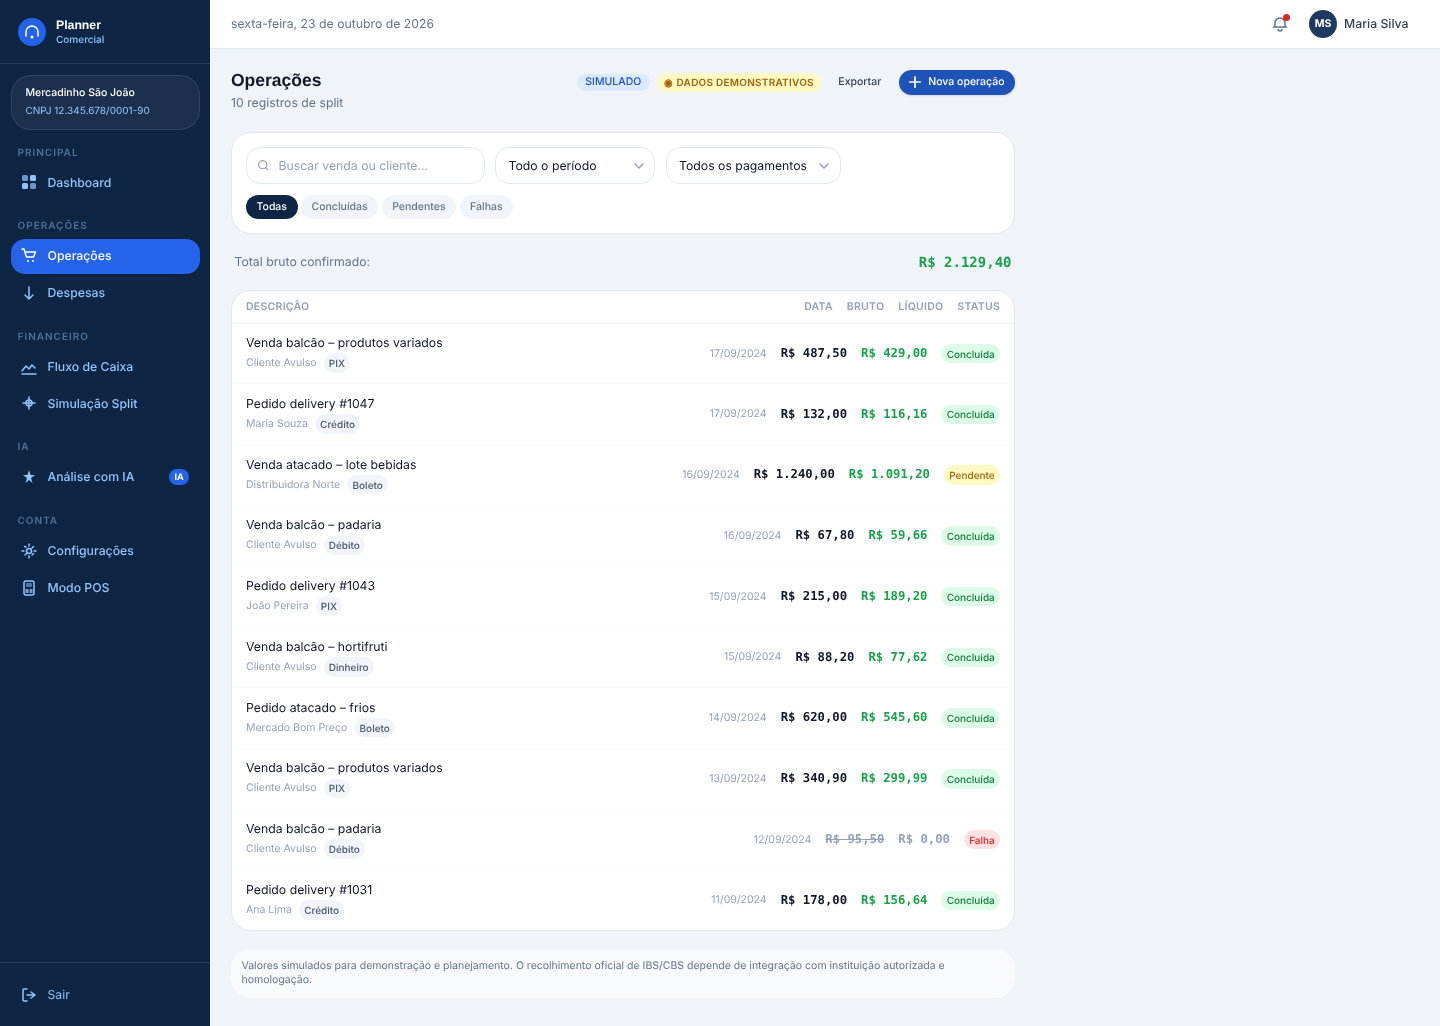 Planner
Comercial
Mercadinho São João
CNPJ 12.345.678/0001-90
PRINCIPAL
Dashboard
OPERAÇÕES
Operações
Despesas
FINANCEIRO
Fluxo de Caixa
Simulação Split
IA
Análise com IA IA
CONTA
Configurações
Modo POS
Sair
sexta-feira, 23 de outubro de 2026
MS Maria Silva
Operações
10 registros de split
SIMULADO ◉ DADOS DEMONSTRATIVOS Exportar Nova operação
Buscar venda ou cliente... Todo o período Todos os pagamentos
Todas Concluídas Pendentes Falhas
Total bruto confirmado: R$ 2.129,40
DESCRIÇÃO DATA BRUTO LÍQUIDO STATUS
Venda balcão – produtos variados
Cliente Avulso PIX 17/09/2024 R$ 487,50 R$ 429,00 Concluída
Pedido delivery #1047
Maria Souza Crédito 17/09/2024 R$ 132,00 R$ 116,16 Concluída
Venda atacado – lote bebidas
Distribuidora Norte Boleto 16/09/2024 R$ 1.240,00 R$ 1.091,20 Pendente
Venda balcão – padaria
Cliente Avulso Débito 16/09/2024 R$ 67,80 R$ 59,66 Concluída
Pedido delivery #1043
João Pereira PIX 15/09/2024 R$ 215,00 R$ 189,20 Concluída
Venda balcão – hortifruti
Cliente Avulso Dinheiro 15/09/2024 R$ 88,20 R$ 77,62 Concluída
Pedido atacado – frios
Mercado Bom Preço Boleto 14/09/2024 R$ 620,00 R$ 545,60 Concluída
Venda balcão – produtos variados
Cliente Avulso PIX 13/09/2024 R$ 340,90 R$ 299,99 Concluída
Venda balcão – padaria
Cliente Avulso Débito 12/09/2024 R$ 95,50 R$ 0,00 Falha
Pedido delivery #1031
Ana Lima Crédito 11/09/2024 R$ 178,00 R$ 156,64 Concluída
Valores simulados para demonstração e planejamento. O recolhimento oficial de IBS/CBS depende de integração com instituição autorizada e
homologação.